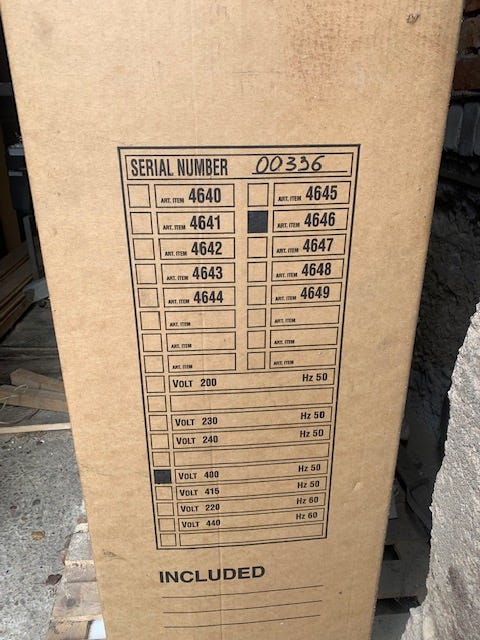 SERIAL NUMBER 00336
ART. ITEM 4640 ART. ITEM 4645
ART. ITEM 4641 ART. ITEM 4646
ART. ITEM 4642 ART. ITEM 4647
ART. ITEM 4643 ART. ITEM 4648
ART. ITEM 4644 ART. ITEM 4649
ART. ITEM ART. ITEM
ART. ITEM ART. ITEM
ART. ITEM ART. ITEM
VOLT 200 Hz 50
VOLT 230 Hz 50
VOLT 240 Hz 50
VOLT 400 Hz 50
VOLT 415 Hz 50
VOLT 220 Hz 60
VOLT 440 Hz 60
INCLUDED